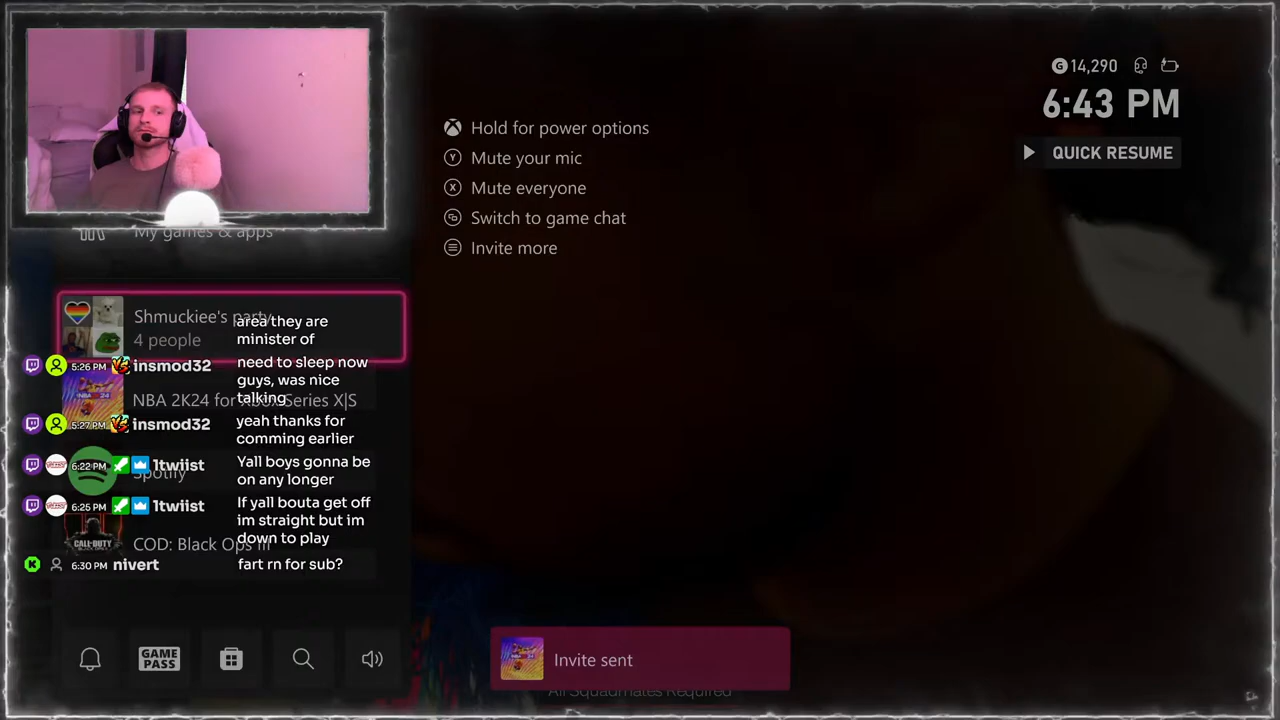 14,290
6:43 PM
QUICK RESUME
Hold for power options
Y Mute your mic
X Mute everyone
Switch to game chat
Invite more
My games & apps
Shmuckiee's party
4 people
NBA 2K24 for Xbox Series X|S
Spotify
COD: Black Ops III
area they are
minister of
5:26 PM insmod32 need to sleep now
guys, was nice
talking
5:27 PM insmod32 yeah thanks for
comming earlier
6:22 PM 1twiist Yall boys gonna be
on any longer
6:25 PM 1twiist If yall bouta get off
im straight but im
down to play
6:30 PM nivert fart rn for sub?
GAME
PASS
Invite sent
All Squadmates Required